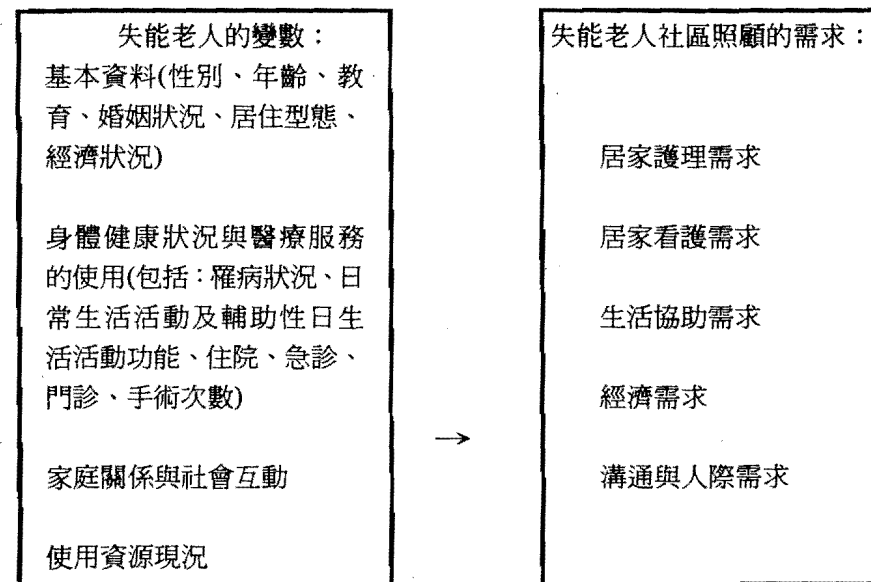 失能老人的變數：
基本資料(性別、年齡、教
育、婚姻狀況、居住型態、
經濟狀況)
身體健康狀況與醫療服務
的使用(包括：罹病狀況、日
常生活活動及輔助性日生
活活動功能、住院、急診、
門診、手術次數)
家庭關係與社會互動
使用資源現況
→
失能老人社區照顧的需求：
居家護理需求
居家看護需求
生活協助需求
經濟需求
溝通與人際需求